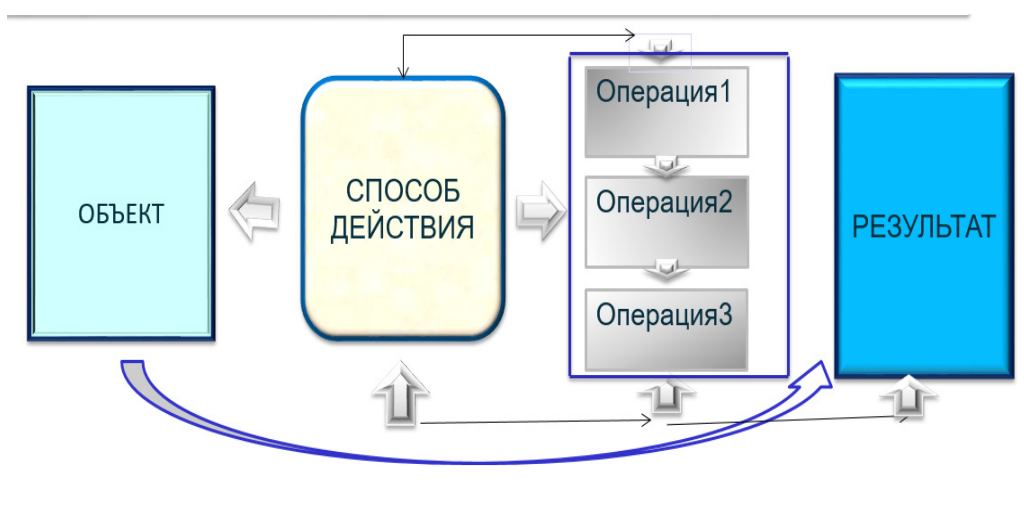 ОБЪЕКТ
СПОСОБ
ДЕЙСТВИЯ
Операция1
Операция2
Операция3
РЕЗУЛЬТАТ